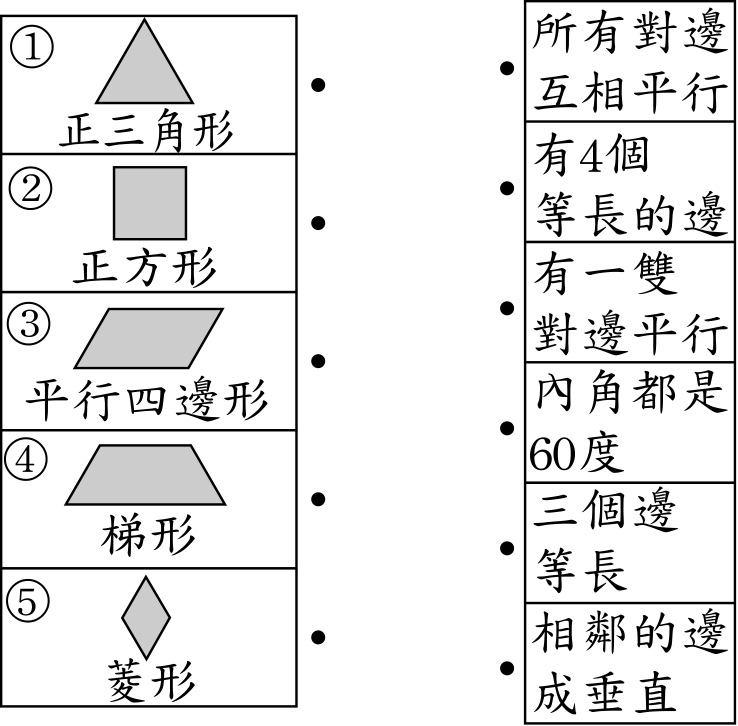 ①
正三角形
②
正方形
③
平行四邊形
④
梯形
⑤
菱形
所有對邊
互相平行
有4個
等長的邊
有一雙
對邊平行
內角都是
60度
三個邊
等長
相鄰的邊
成垂直